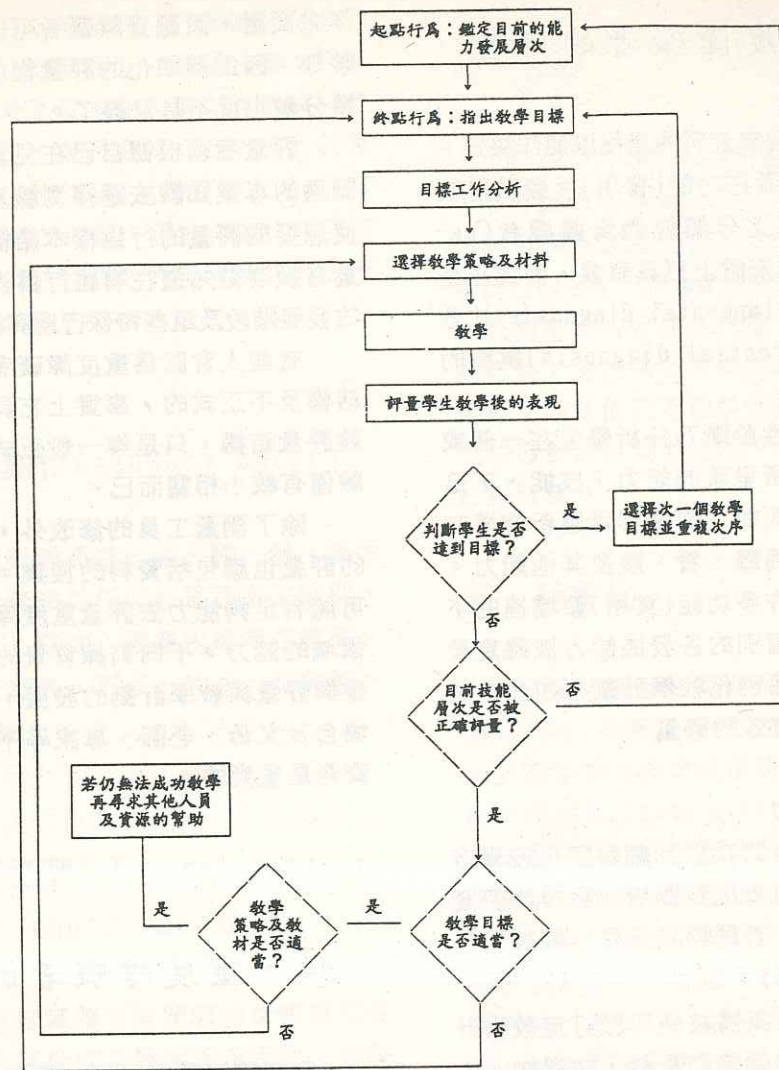 起點行爲：鑑定目前的能
力發展層次
終點行爲：指出教學目標
目標工作分析
選擇教學策略及材料
教學
評量學生教學後的表現
判斷學生是否
達到目標？
是
選擇次一個教學
目標並重複次序
否
目前技能
層次是否被
正確評量？
否
是
教學目標
是否適當？
是
教學
策略及教
材是否適
當？
是
若仍無法成功教學
再尋求其他人員
及資源的幫助
否
否